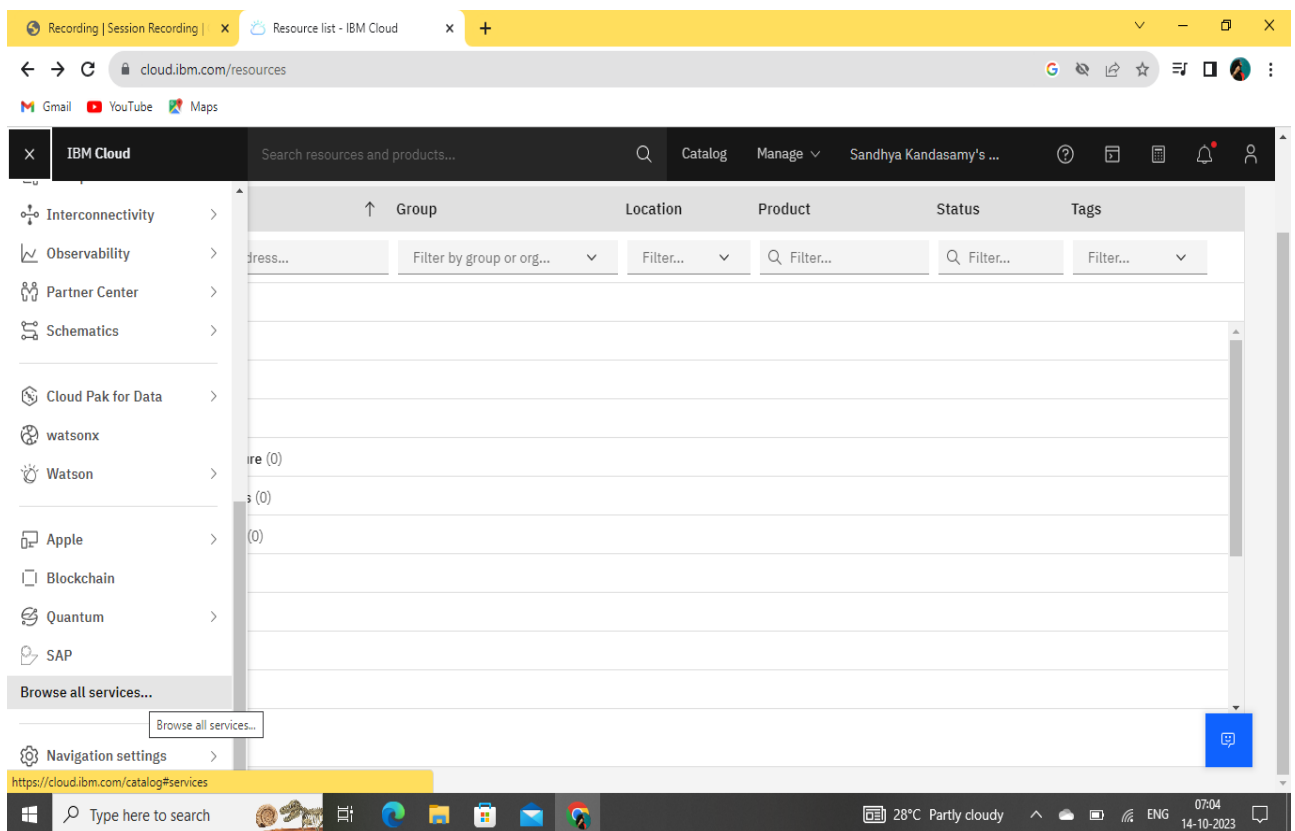 Recording | Session Recording |
Resource list - IBM Cloud
cloud.ibm.com/resources
Gmail YouTube Maps
IBM Cloud Search resources and products... Catalog Manage Sandhya Kandasamy's ...
Group Location Product Status Tags
dress... Filter by group or org... Filter... Filter... Filter... Filter...
Interconnectivity
Observability
Partner Center
Schematics
Cloud Pak for Data
watsonx
Watson
ure (0)
s (0)
(0)
Apple
Blockchain
Quantum
SAP
Browse all services...
Browse all services...
Navigation settings
https://cloud.ibm.com/catalog#services
Type here to search 28°C Partly cloudy ENG 07:04
14-10-2023